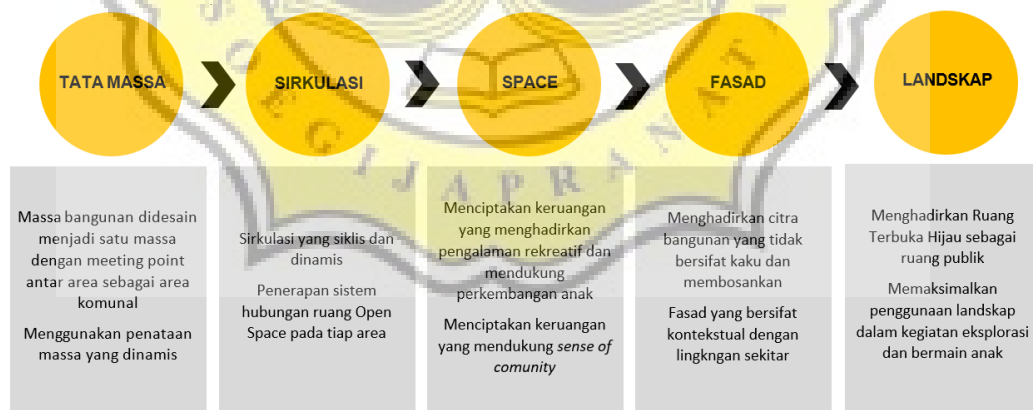 TATA MASSA
SIRKULASI
SPACE
FASAD
LANDSKAP
Massa bangunan didesain
menjadi satu massa
dengan meeting point
antar area sebagai area
komunal
Menggunakan penataan
massa yang dinamis
Sirkulasi yang siklis dan
dinamis
Penerapan sistem
hubungan ruang Open
Space pada tiap area
Menciptakan keruangan
yang menghadirkan
pengalaman rekreatif dan
mendukung
perkembangan anak
Menciptakan keruangan
yang mendukung sense of
comunity
Menghadirkan citra
bangunan yang tidak
bersifat kaku dan
membosankan
Fasad yang bersifat
kontekstual dengan
lingkngan sekitar
Menghadirkan Ruang
Terbuka Hijau sebagai
ruang publik
Memaksimalkan
penggunaan landskap
dalam kegiatan eksplorasi
dan bermain anak
SOEGIJAPRANATA